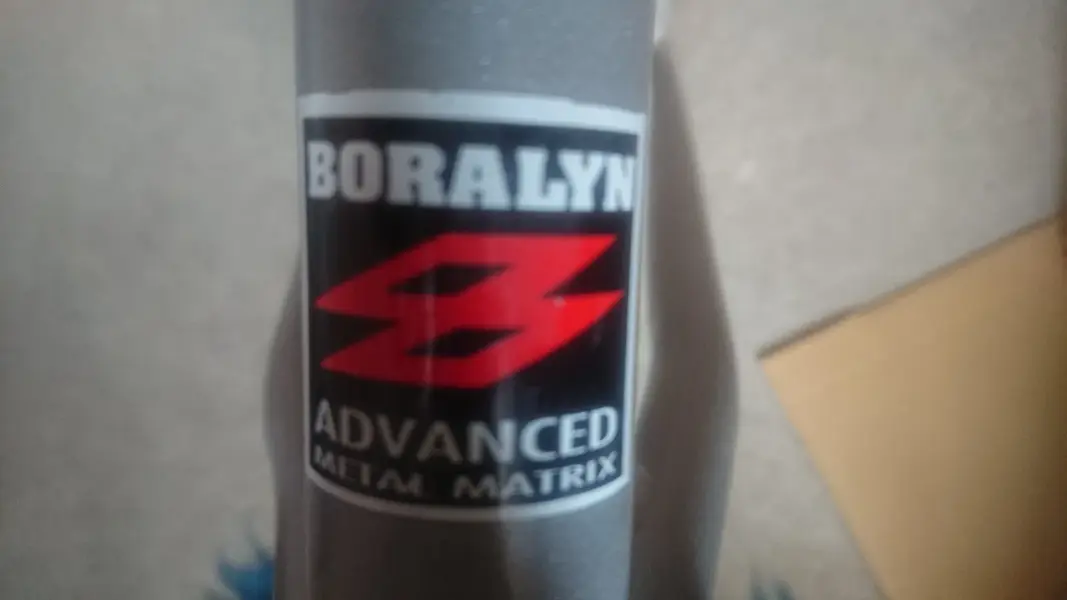 BORALYN
ADVANCED
METAL MATRIX